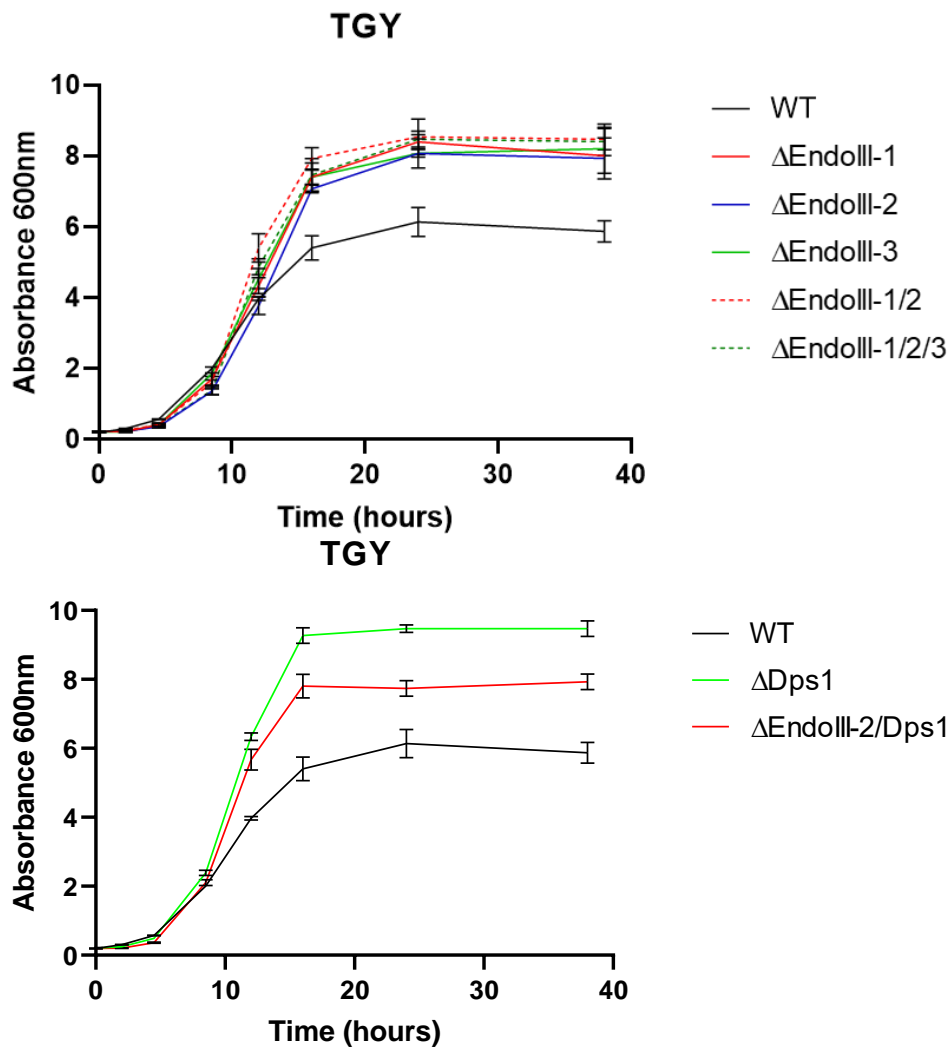 TGY
10
8
6
4
2
0
Absorbance 600nm
0 10 20 30 40
Time (hours)
WT
ΔEndoIII-1
ΔEndoIII-2
ΔEndoIII-3
ΔEndoIII-1/2
ΔEndoIII-1/2/3
TGY
10
8
6
4
2
0
Absorbance 600nm
0 10 20 30 40
Time (hours)
WT
ΔDps1
ΔEndoIII-2/Dps1